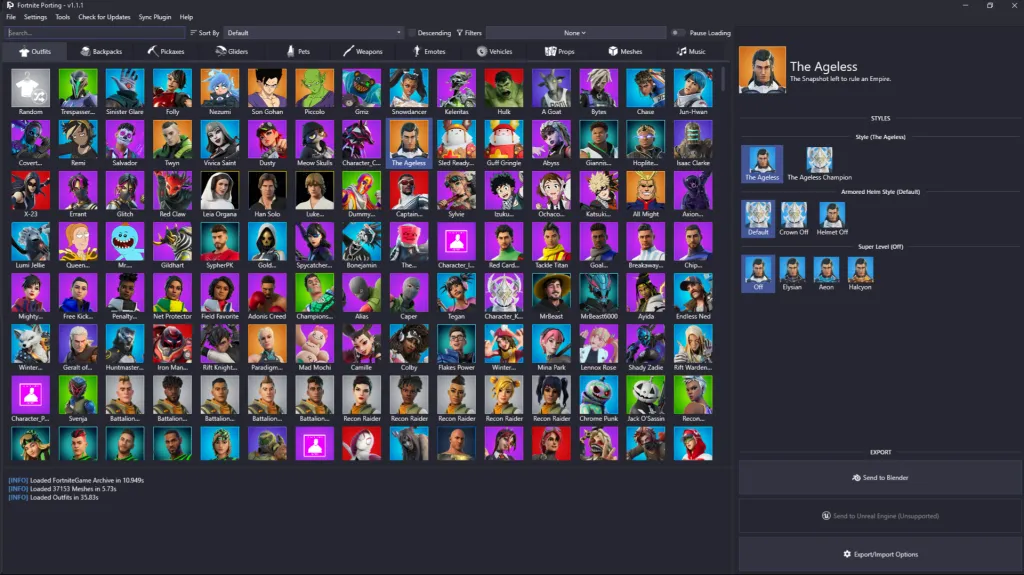 Fortnite Porting - v1.1.1
File Settings Tools Check for Updates Sync Plugin Help
Search...
Sort By Default Descending Filters None Pause Loading
Outfits Backpacks Pickaxes Gliders Pets Weapons Emotes Vehicles Props Meshes Music
Random Trespasser... Sinister Glare Folly Nezumi Son Gohan Piccolo Grriz Snowdancer Keleritas Hulk A Goat Bytes Chase Jun-Hwan
Covert... Remi Salvador Twyn Vivica Saint Dusty Meow Skulls Character_C... The Ageless Sled Ready... Guff Gringle Abyss Giannis... Hoplite... Isaac Clarke
X-23 Errant Glitch Red Claw Leia Organa Han Solo Luke... Dummy... Captain... Sylvie Izuku... Ochaco... Katsuki... All Might Axion...
Lumi Jellie Queen... Mr.... Gildhart SypherPK Gold... Spycatcher... Bonejamin The... Character_I... Red Card... Tackle Titan Goal... Breakaway... Chip...
Mighty... Free Kick... Penalty... Net Protector Field Favorite Adonis Creed Champions... Alias Caper Tegan Character_K... MrBeast MrBeast6000 Ayida Endless Ned
Winter... Geralt of... Huntmaster... Iron Man... Rift Knight... Paradigm... Mad Mochi Camille Colby Flakes Power Winter... Mina Park Lennox Rose Shady Zadie Rift Warden...
Character_P... Svenja Battalion... Battalion... Battalion... Battalion... Battalion... Recon Raider Recon Raider Recon Raider Recon Raider Recon Raider Chrome Punk Jack O'Sassin Recon...
[INFO] Loaded FortniteGame Archive in 10.949s
[INFO] Loaded 37153 Meshes in 5.73s
[INFO] Loaded Outfits in 35.83s
The Ageless
The Snapshot left to rule an Empire.
STYLES
Style (The Ageless)
The Ageless The Ageless Champion
Armored Helm Style (Default)
Default Crown Off Helmet Off
Super Level (Off)
Off Elysian Aeon Halcyon
EXPORT
Send to Blender
Send to Unreal Engine (Unsupported)
Export/Import Options